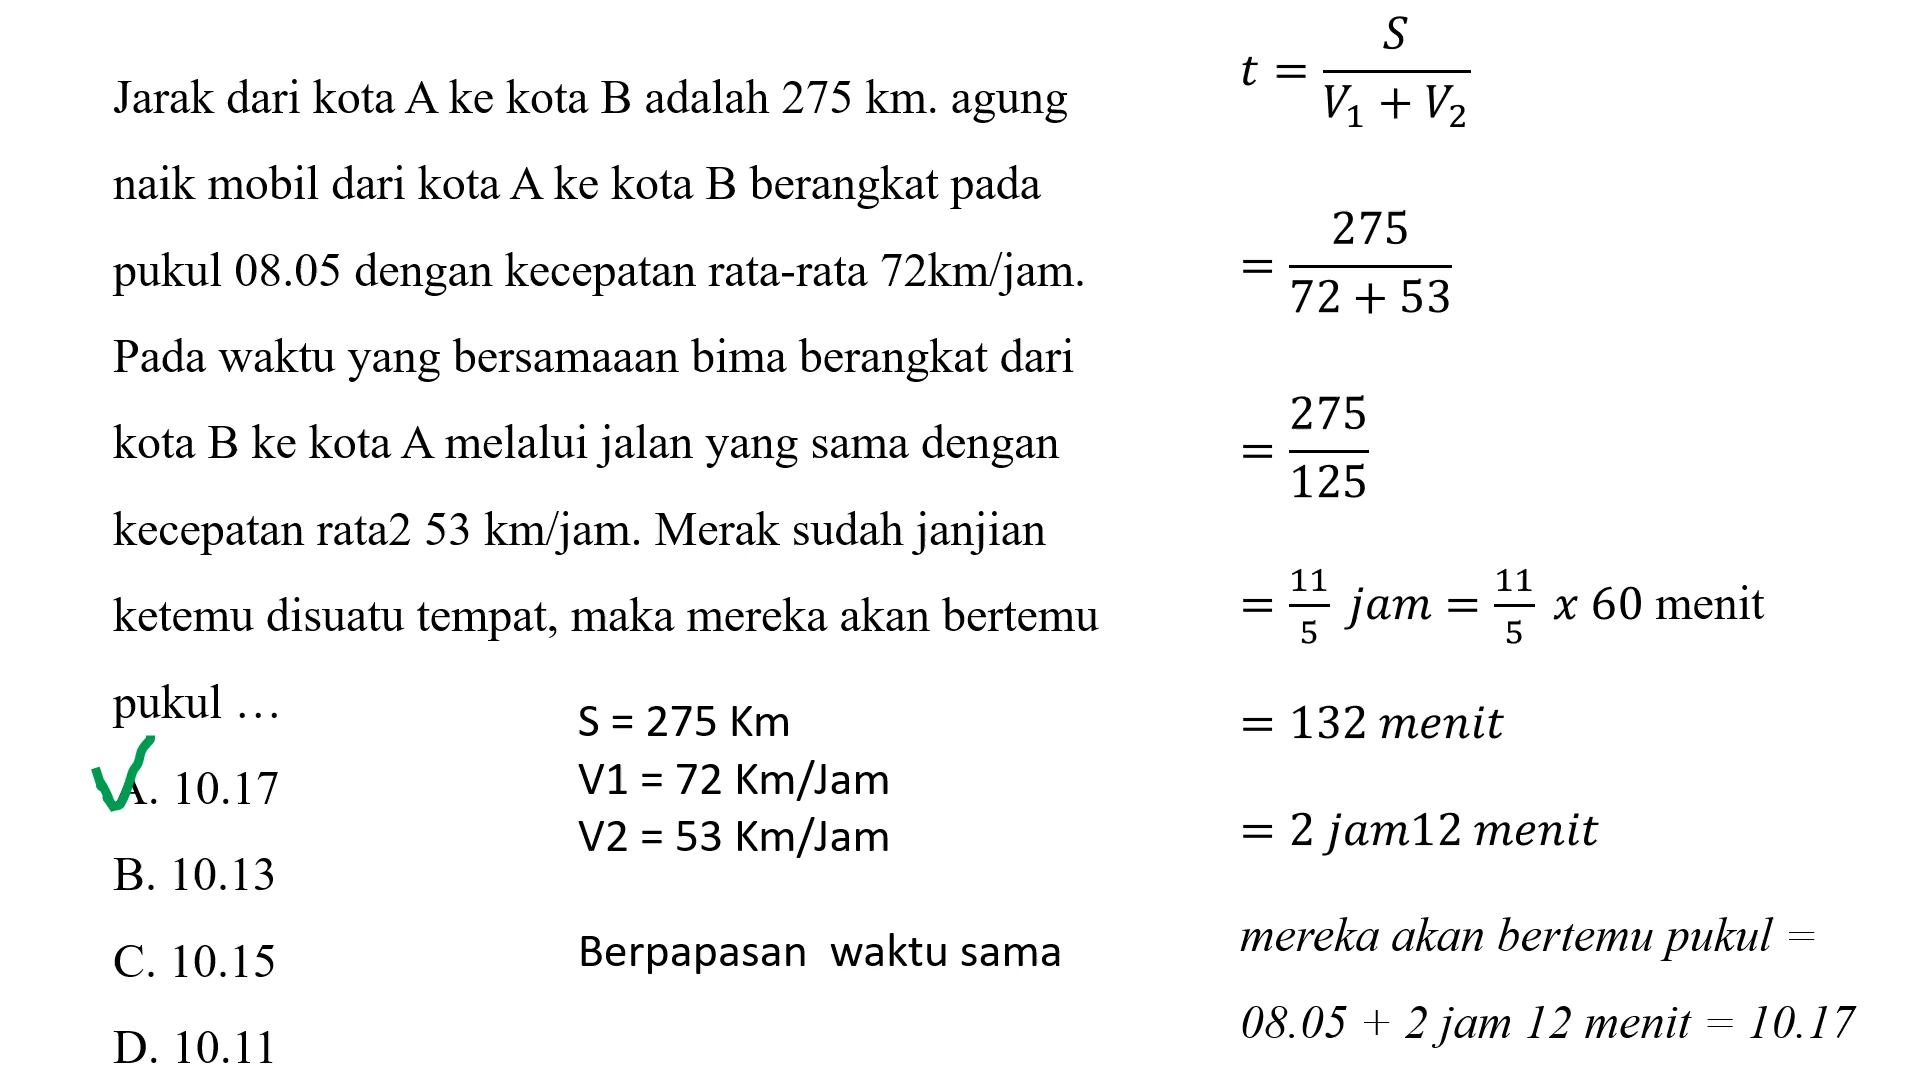 Jarak dari kota A ke kota B adalah 275 km. agung
naik mobil dari kota A ke kota B berangkat pada
pukul 08.05 dengan kecepatan rata-rata 72km/jam.
Pada waktu yang bersamaaan bima berangkat dari
kota B ke kota A melalui jalan yang sama dengan
kecepatan rata2 53 km/jam. Merak sudah janjian
ketemu disuatu tempat, maka mereka akan bertemu
pukul …
A. 10.17
B. 10.13
C. 10.15
D. 10.11
S = 275 Km
V1 = 72 Km/Jam
V2 = 53 Km/Jam
Berpapasan waktu sama
t = S / (V₁ + V₂)
= 275 / (72 + 53)
= 275 / 125
= 11/5 jam = 11/5 x 60 menit
= 132 menit
= 2 jam12 menit
mereka akan bertemu pukul =
08.05 + 2 jam 12 menit = 10.17